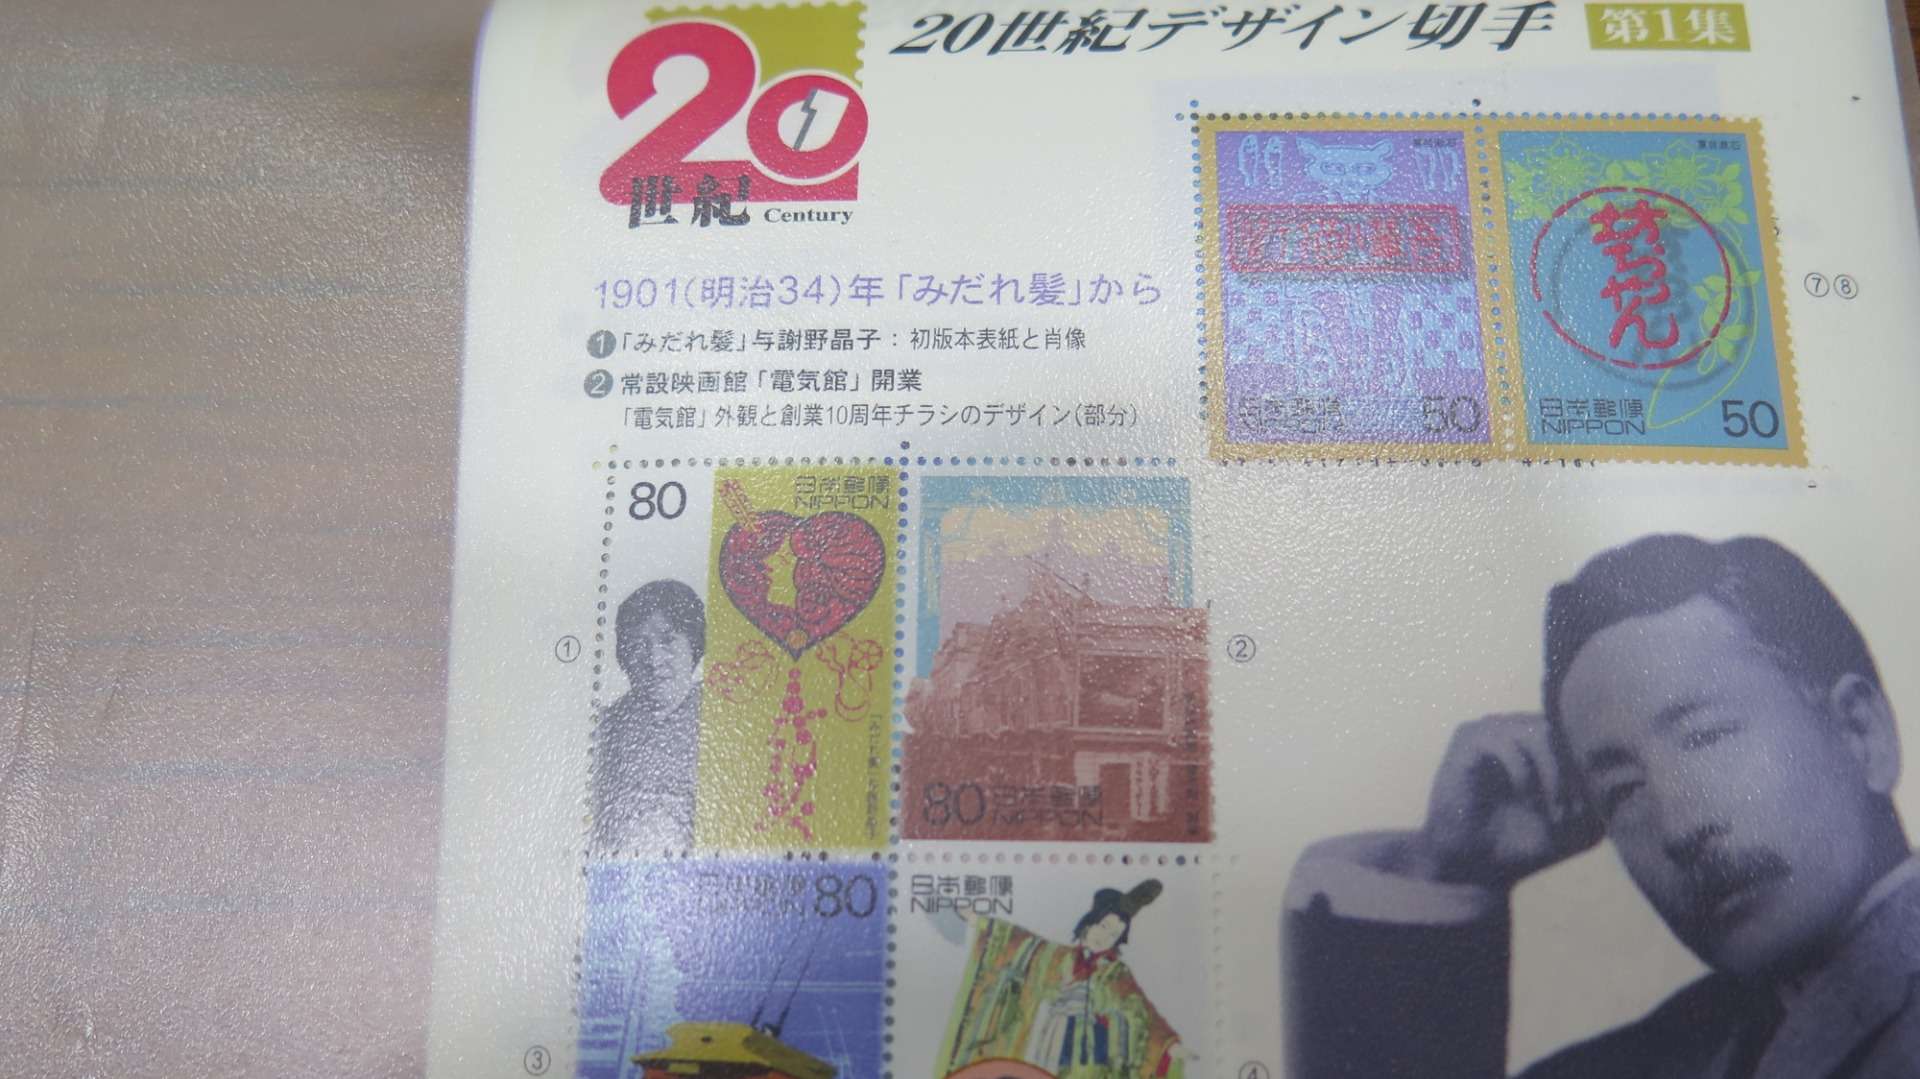 20世紀デザイン切手 第1集
20
世紀 Century
1901(明治34)年「みだれ髪」から
❶「みだれ髪」与謝野晶子:初版本表紙と肖像
❷常設映画館「電気館」開業
「電気館」外観と創業10周年チラシのデザイン(部分)
夏目漱石
坊っちゃん
50
日本郵便
NIPPON 50
⑦⑧
80
日本郵便
NIPPON
①
②
80 日本郵便
NIPPON
日本郵便 80
NIPPON
日本郵便
NIPPON
③
④